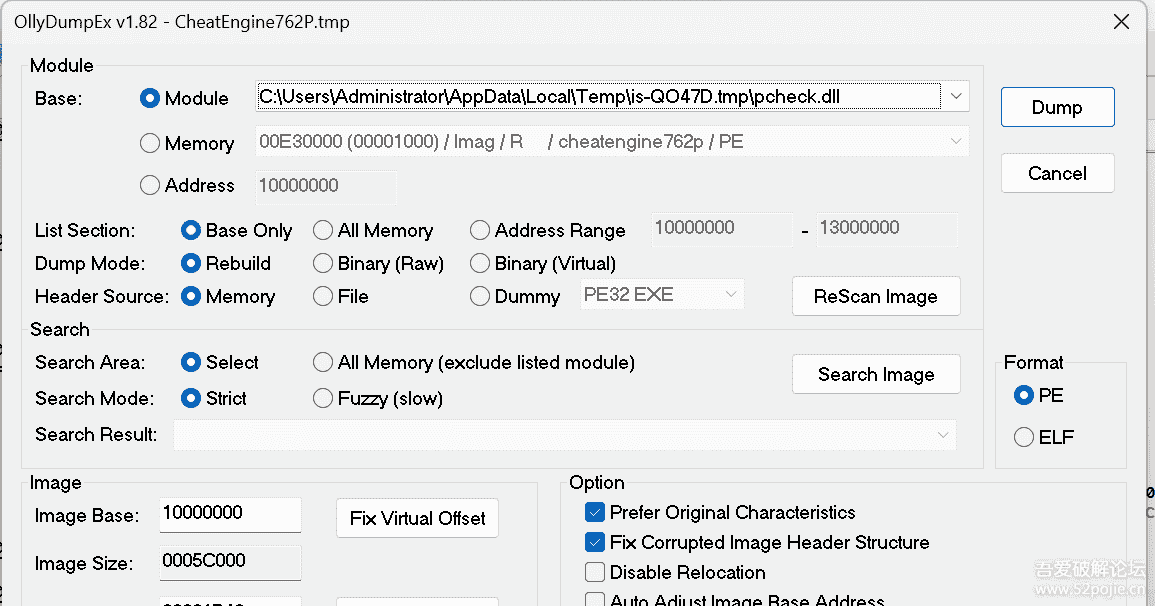 OllyDumpEx v1.82 - CheatEngine762P.tmp
Module
Base: Module C:\Users\Administrator\AppData\Local\Temp\is-QO47D.tmp\pcheck.dll
Dump
Memory 00E30000 (00001000) / Imag / R / cheatengine762p / PE
Cancel
Address 10000000
List Section: Base Only All Memory Address Range 10000000 - 13000000
Dump Mode: Rebuild Binary (Raw) Binary (Virtual)
Header Source: Memory File Dummy PE32 EXE ReScan Image
Search
Search Area: Select All Memory (exclude listed module)
Search Image
Search Mode: Strict Fuzzy (slow)
Search Result:
Format
PE
ELF
Image
Image Base: 10000000 Fix Virtual Offset
Image Size: 0005C000
Option
Prefer Original Characteristics
Fix Corrupted Image Header Structure
Disable Relocation
Auto Adjust Image Base Address
吾爱破解论坛
www.52pojie.cn